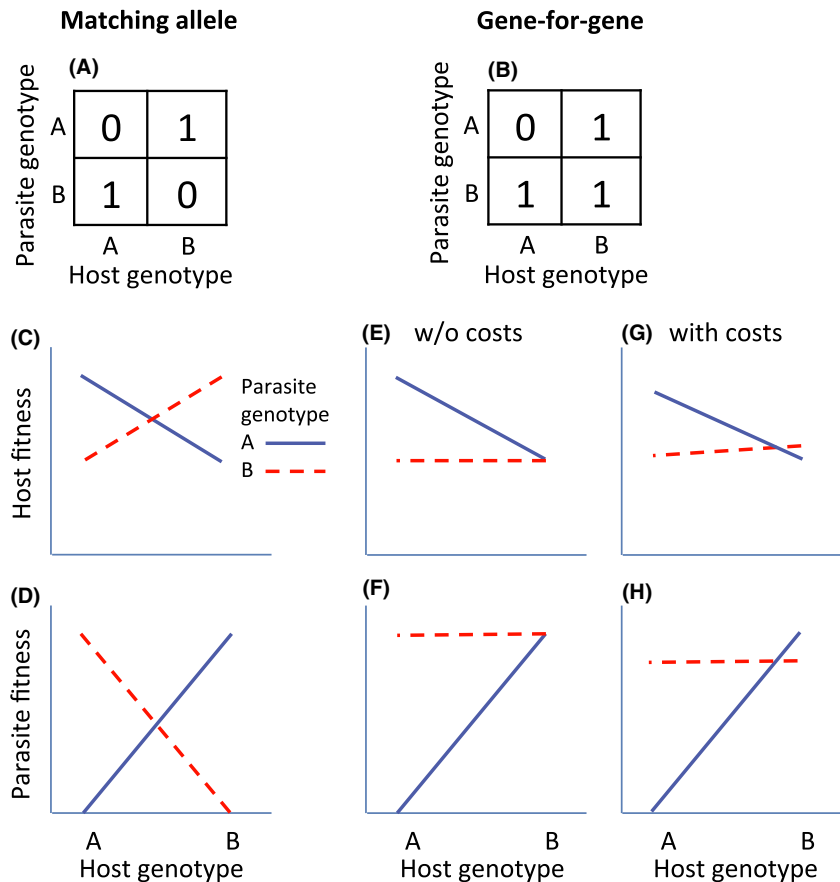 Matching allele
Gene-for-gene
(A)
Parasite genotype
A
0
1
B
1
0
A
B
Host genotype
(B)
Parasite genotype
A
0
1
B
1
1
A
B
Host genotype
(C)
Host fitness
Parasite
genotype
A
B
(E)
w/o costs
(G)
with costs
(D)
Parasite fitness
A
B
Host genotype
(F)
A
B
Host genotype
(H)
A
B
Host genotype